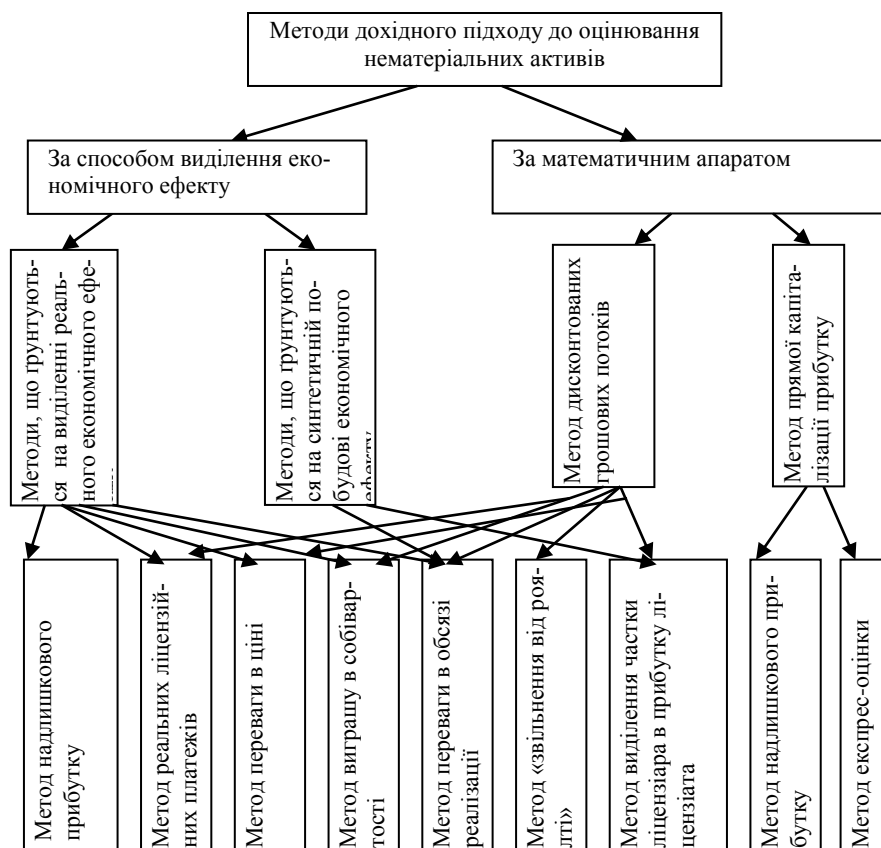 Методи дохідного підходу до оцінювання
нематеріальних активів
За способом виділення еко-
номічного ефекту
За математичним апаратом
Методи, що ґрунтують-
ся на виділенні реаль-
ного економічного ефе-
Методи, що ґрунтують-
ся на синтетичній по-
будові економічного
ефекту
Метод дисконтованих
грошових потоків
Метод прямої капіта-
лізації прибутку
Метод надлишкового
прибутку
Метод реальних ліцензій-
них платежів
Метод переваги в ціні
Метод виграшу в собівар-
тості
Метод переваги в обсязі
реалізації
Метод «звільнення від роя-
лті»
Метод виділення частки
ліцензіара в прибутку лі-
цензіата
Метод надлишкового при-
бутку
Метод експрес-оцінки